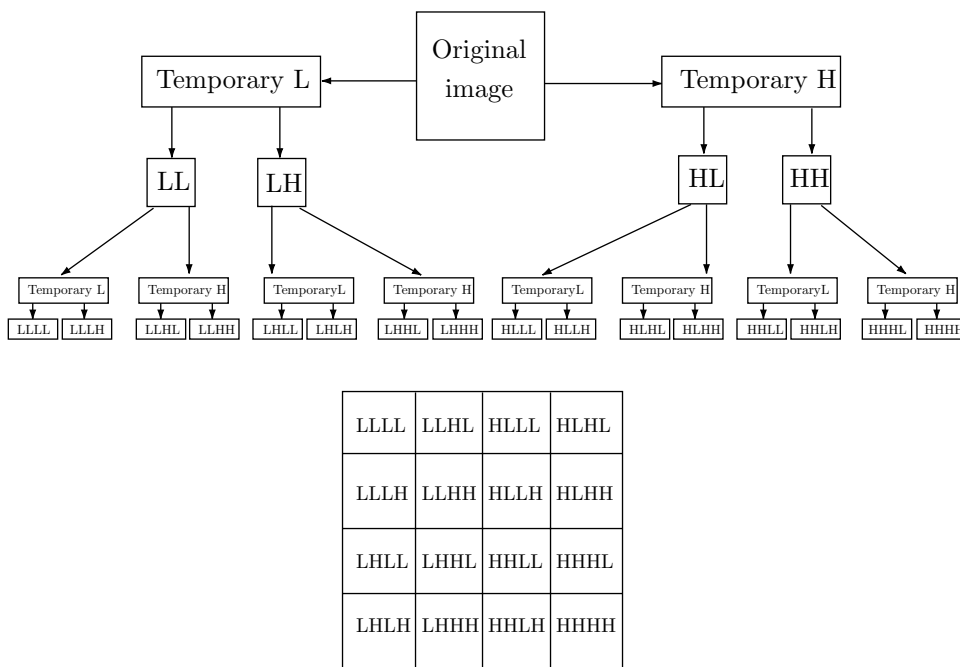 Original
image
Temporary L
Temporary H
LL
LH
HL
HH
Temporary L
Temporary H
TemporaryL
Temporary H
TemporaryL
Temporary H
TemporaryL
Temporary H
LLLL LLLH LLHL LLHH LHLL LHLH LHHL LHHH HLLL HLLH HLHL HLHH HHLL HHLH HHHL HHHH
LLLL LLHL HLLL HLHL
LLLH LLHH HLLH HLHH
LHLL LHHL HHLL HHHL
LHLH LHHH HHLH HHHH